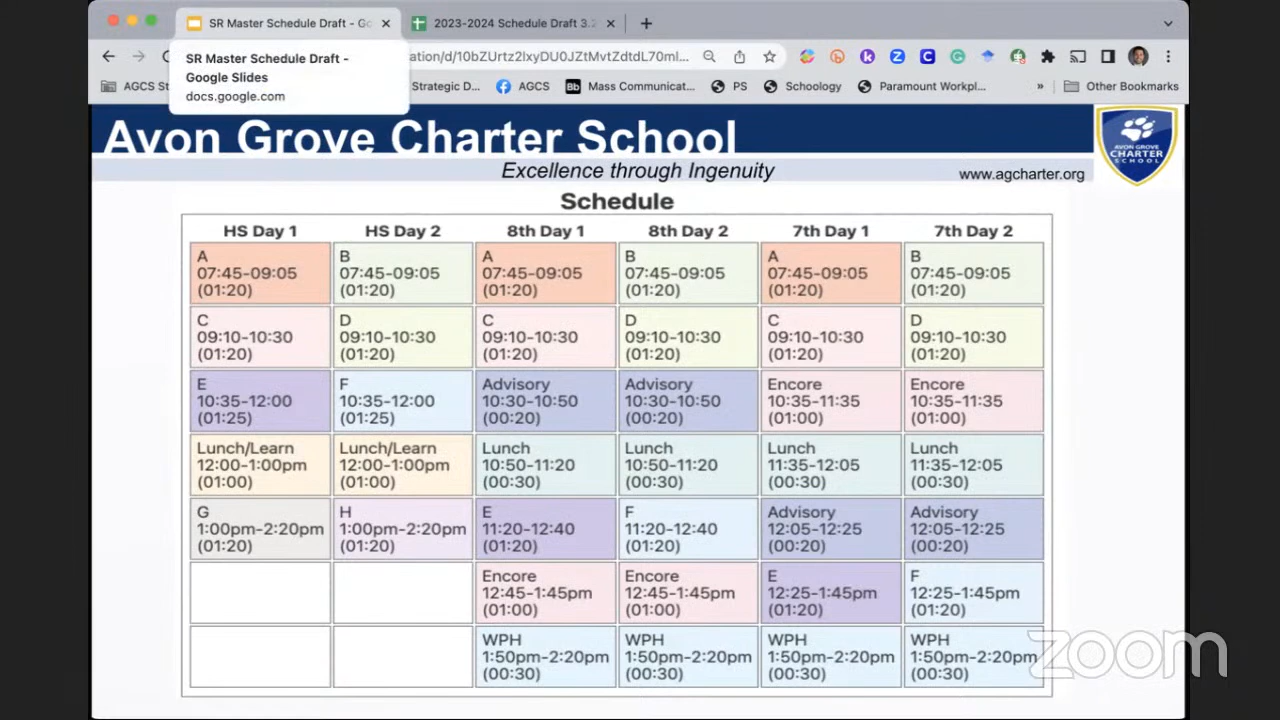 SR Master Schedule Draft - Go
2023-2024 Schedule Draft 3.2
SR Master Schedule Draft -
Google Slides
docs.google.com
ation/d/10bZUrtz2lxyDU0JZtMvtZdtdL70ml...
AGCS St
Strategic D...
AGCS
Bb
Mass Communicat...
PS
Schoology
Paramount Workpl...
»
Other Bookmarks
Avon Grove Charter School
AVON GROVE
CHARTER
SCHOOL
Excellence through Ingenuity
www.agcharter.org
Schedule
HS Day 1
HS Day 2
8th Day 1
8th Day 2
7th Day 1
7th Day 2
A
07:45-09:05
(01:20)
B
07:45-09:05
(01:20)
A
07:45-09:05
(01:20)
B
07:45-09:05
(01:20)
A
07:45-09:05
(01:20)
B
07:45-09:05
(01:20)
C
09:10-10:30
(01:20)
D
09:10-10:30
(01:20)
C
09:10-10:30
(01:20)
D
09:10-10:30
(01:20)
C
09:10-10:30
(01:20)
D
09:10-10:30
(01:20)
E
10:35-12:00
(01:25)
F
10:35-12:00
(01:25)
Advisory
10:30-10:50
(00:20)
Advisory
10:30-10:50
(00:20)
Encore
10:35-11:35
(01:00)
Encore
10:35-11:35
(01:00)
Lunch/Learn
12:00-1:00pm
(01:00)
Lunch/Learn
12:00-1:00pm
(01:00)
Lunch
10:50-11:20
(00:30)
Lunch
10:50-11:20
(00:30)
Lunch
11:35-12:05
(00:30)
Lunch
11:35-12:05
(00:30)
G
1:00pm-2:20pm
(01:20)
H
1:00pm-2:20pm
(01:20)
E
11:20-12:40
(01:20)
F
11:20-12:40
(01:20)
Advisory
12:05-12:25
(00:20)
Advisory
12:05-12:25
(00:20)
Encore
12:45-1:45pm
(01:00)
Encore
12:45-1:45pm
(01:00)
E
12:25-1:45pm
(01:20)
F
12:25-1:45pm
(01:20)
WPH
1:50pm-2:20pm
(00:30)
WPH
1:50pm-2:20pm
(00:30)
WPH
1:50pm-2:20pm
(00:30)
WPH
1:50pm-2:20pm
(00:30)
zoom